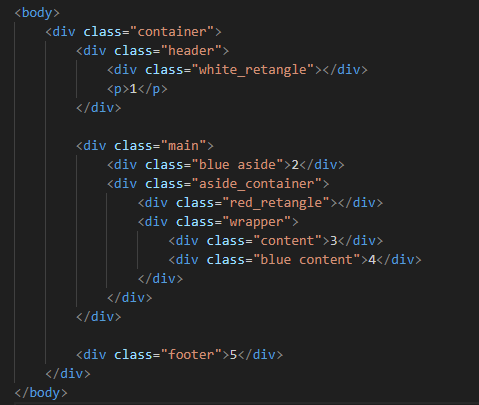 <body>
<div class="container">
<div class="header">
<div class="white_retangle"></div>
<p>1</p>
</div>
<div class="main">
<div class="blue aside">2</div>
<div class="aside_container">
<div class="red_retangle"></div>
<div class="wrapper">
<div class="content">3</div>
<div class="blue content">4</div>
</div>
</div>
</div>
<div class="footer">5</div>
</div>
</body>